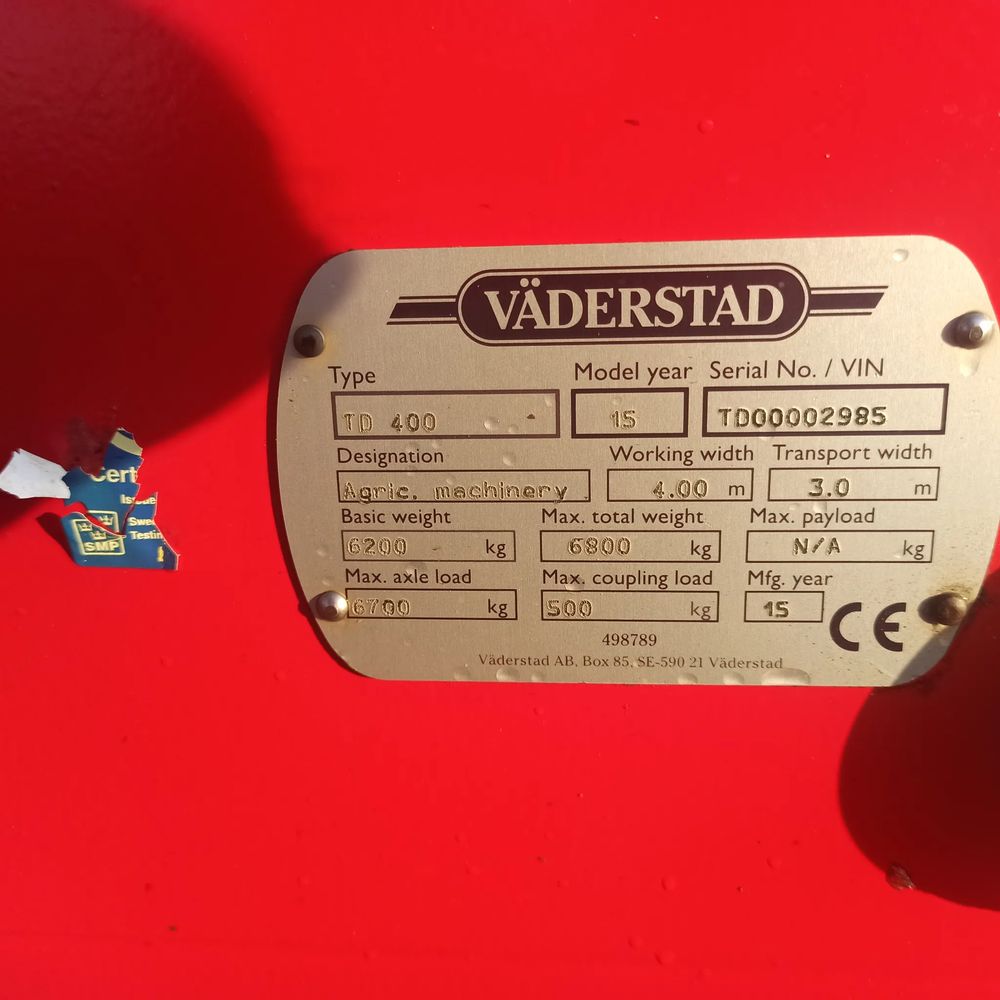 VÄDERSTAD
Type Model year Serial No. / VIN
TD 400 15 TD00002985
Designation Working width Transport width
Agric. machinery 4.00 m 3.0 m
Basic weight Max. total weight Max. payload
6200 kg 6800 kg N/A kg
Max. axle load Max. coupling load Mfg. year
6700 kg 500 kg 15 CE
498789
Väderstad AB, Box 85, SE-590 21 Väderstad
Cert
Issue
Swed
Testin
SMP